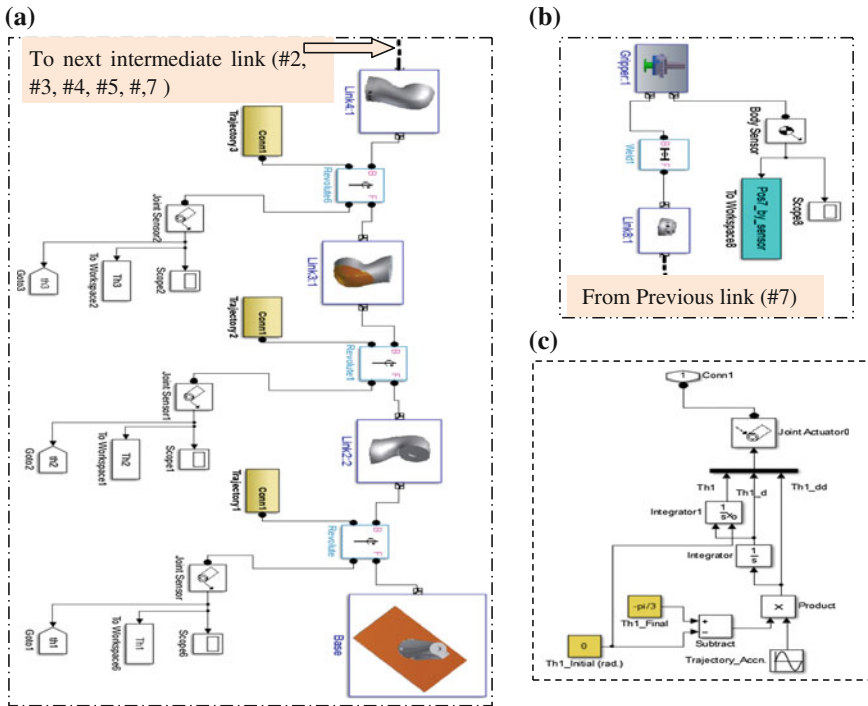 (a)
To next intermediate link (#2,
#3, #4, #5, #,7 )
Link4:1
Trajectory3
Conn1
B
F
Revolute6
Joint Sensor2
th3
Goto3
Th3
To Workspace2
Scope2
Link3:1
Trajectory2
Conn1
B
F
Revolute1
Joint Sensor1
th2
Goto2
Th2
To Workspace1
Scope1
Link2:2
Trajectory1
Conn1
B
F
Revolute
Joint Sensor
th1
Goto1
Th1
To Workspace6
Scope6
Base
(b)
Gripper:1
Body Sensor
B
F
Weld1
Pos7_by_sensor
To Workspace8
Scope8
Link8:1
From Previous link (#7)
(c)
1
Conn1
Joint Actuator0
Th1
Th1_d
Th1_dd
Integrator1
1
s xo
Integrator
1
s
Product
X
-pi/3
Th1_Final
+
−
Subtract
0
Th1_Initial (rad.)
Trajectory_Accn.